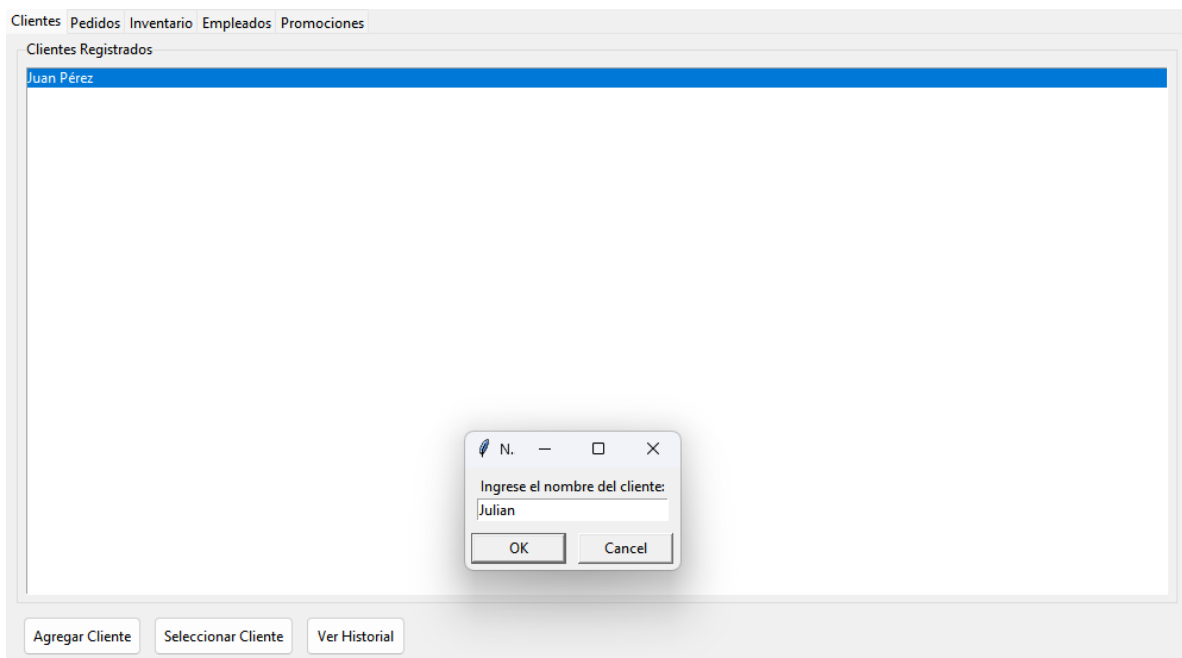 Clientes Pedidos Inventario Empleados Promociones
Clientes Registrados
Juan Pérez
N.
Ingrese el nombre del cliente:
Julian
OK Cancel
Agregar Cliente Seleccionar Cliente Ver Historial